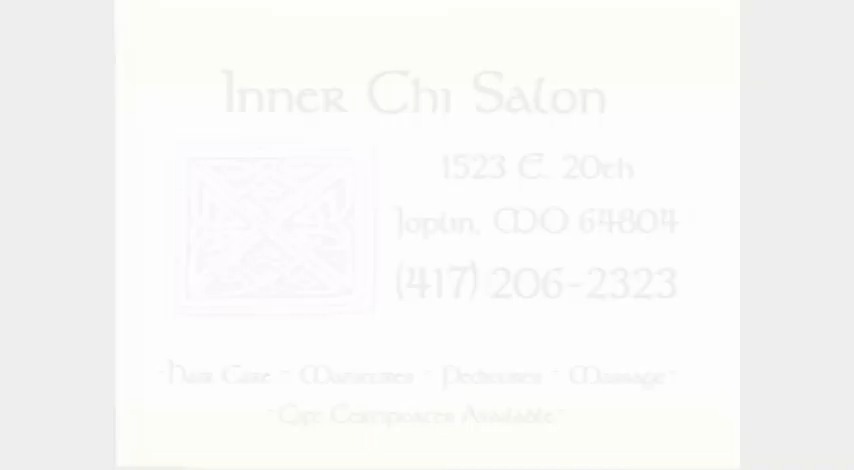 Inner Chi Salon
1523 E. 20th
Joplin, MO 64804
(417) 206-2323
~ Hair Care ~ Manicures ~ Pedicures ~ Massage ~
~ Gift Certificates Available ~